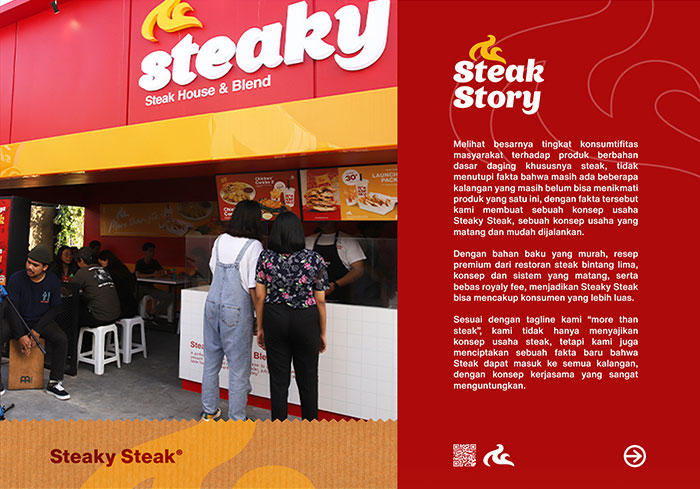 steaky
Steak House & Blend
Steaky Steak®
Steak
Story
Melihat besarnya tingkat konsumtifitas
masyarakat terhadap produk berbahan
dasar daging khususnya steak, tidak
menutupi fakta bahwa masih ada beberapa
kalangan yang masih belum bisa menikmati
produk yang satu ini, dengan fakta tersebut
kami membuat sebuah konsep usaha
Steaky Steak, sebuah konsep usaha yang
matang dan mudah dijalankan.
Dengan bahan baku yang murah, resep
premium dari restoran steak bintang lima,
konsep dan sistem yang matang, serta
bebas royaly fee, menjadikan Steaky Steak
bisa mencakup konsumen yang lebih luas.
Sesuai dengan tagline kami “more than
steak”, kami tidak hanya menyajikan
konsep usaha steak, tetapi kami juga
menciptakan sebuah fakta baru bahwa
Steak dapat masuk ke semua kalangan,
dengan konsep kerjasama yang sangat
menguntungkan.